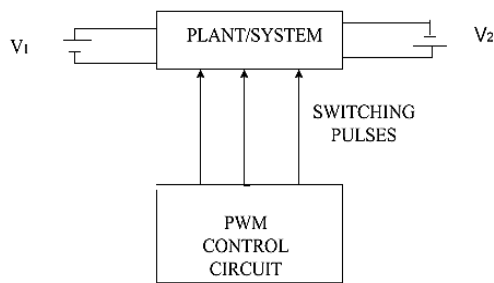 PLANT/SYSTEM
V1
V2
SWITCHING
PULSES
PWM
CONTROL
CIRCUIT